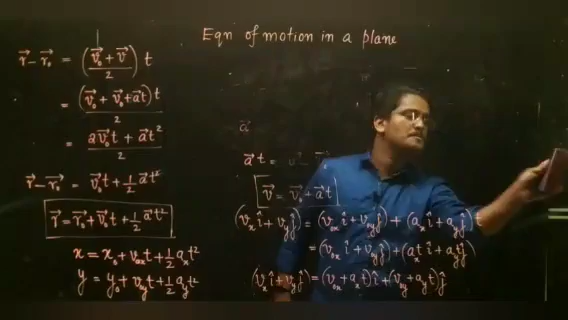 Eqn of motion in a plane
r⃗ - r⃗₀ = (v⃗₀ + v⃗ / 2) t
= (v⃗₀ + v⃗₀ + a⃗t) t / 2
= 2v⃗₀t + a⃗t² / 2
r⃗ - r⃗₀ = v⃗₀t + 1/2 a⃗t²
r⃗ = r⃗₀ + v⃗₀t + 1/2 a⃗t²
x = x₀ + v₀ₓt + 1/2 aₓt²
y = y₀ + v₀ᵧt + 1/2 aᵧt²
a⃗
a⃗t =
v⃗ = v⃗₀ + a⃗t
(vₓî + vᵧĵ) = (v₀ₓî + v₀ᵧĵ) + (aₓî + aᵧĵ) t
= (v₀ₓî + v₀ᵧĵ) + (aₓtî + aᵧtĵ)
(vₓî + vᵧĵ) = (v₀ₓ + aₓt)î + (v₀ᵧ + aᵧt)ĵ